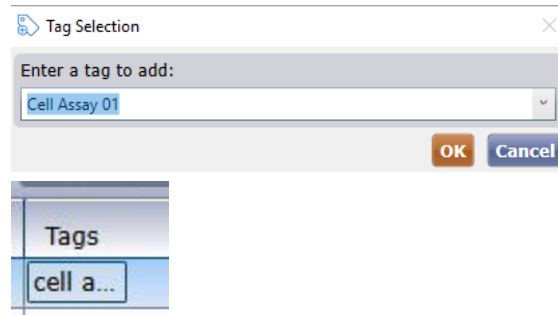 Tag Selection
Enter a tag to add:
Cell Assay 01
OK Cancel
Tags
cell a...